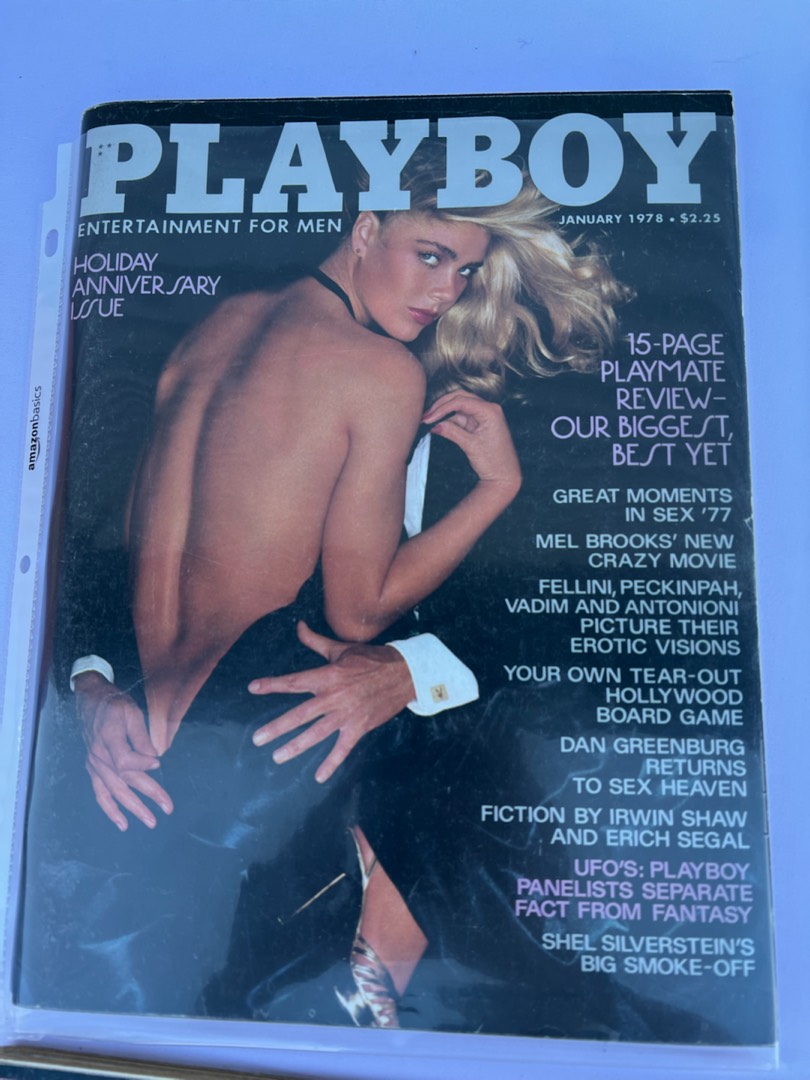 PLAYBOY
ENTERTAINMENT FOR MEN
JANUARY 1978 • $2.25
HOLIDAY
ANNIVERSARY
ISSUE
15-PAGE
PLAYMATE
REVIEW–
OUR BIGGEST,
BEST YET
GREAT MOMENTS
IN SEX '77
MEL BROOKS' NEW
CRAZY MOVIE
FELLINI, PECKINPAH,
VADIM AND ANTONIONI
PICTURE THEIR
EROTIC VISIONS
YOUR OWN TEAR-OUT
HOLLYWOOD
BOARD GAME
DAN GREENBURG
RETURNS
TO SEX HEAVEN
FICTION BY IRWIN SHAW
AND ERICH SEGAL
UFO'S: PLAYBOY
PANELISTS SEPARATE
FACT FROM FANTASY
SHEL SILVERSTEIN'S
BIG SMOKE-OFF
amazonbasics